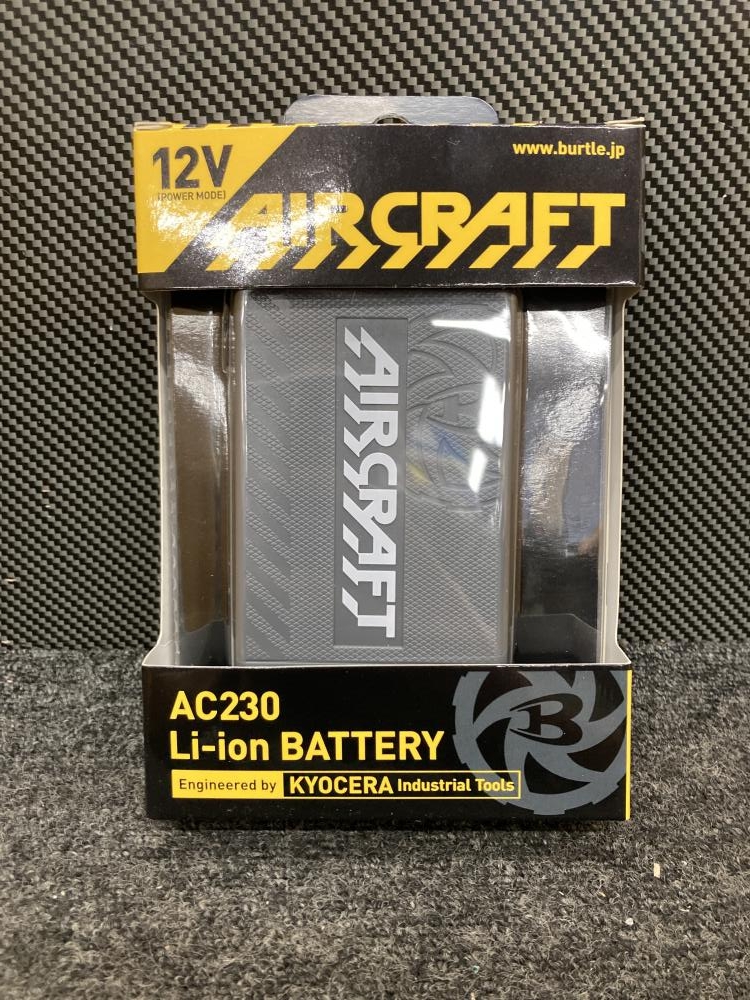 12V
[POWER MODE]
www.burtle.jp
AIRCRAFT
AIRCRAFT
B
AC230
Li-ion BATTERY
Engineered by KYOCERA Industrial Tools
B